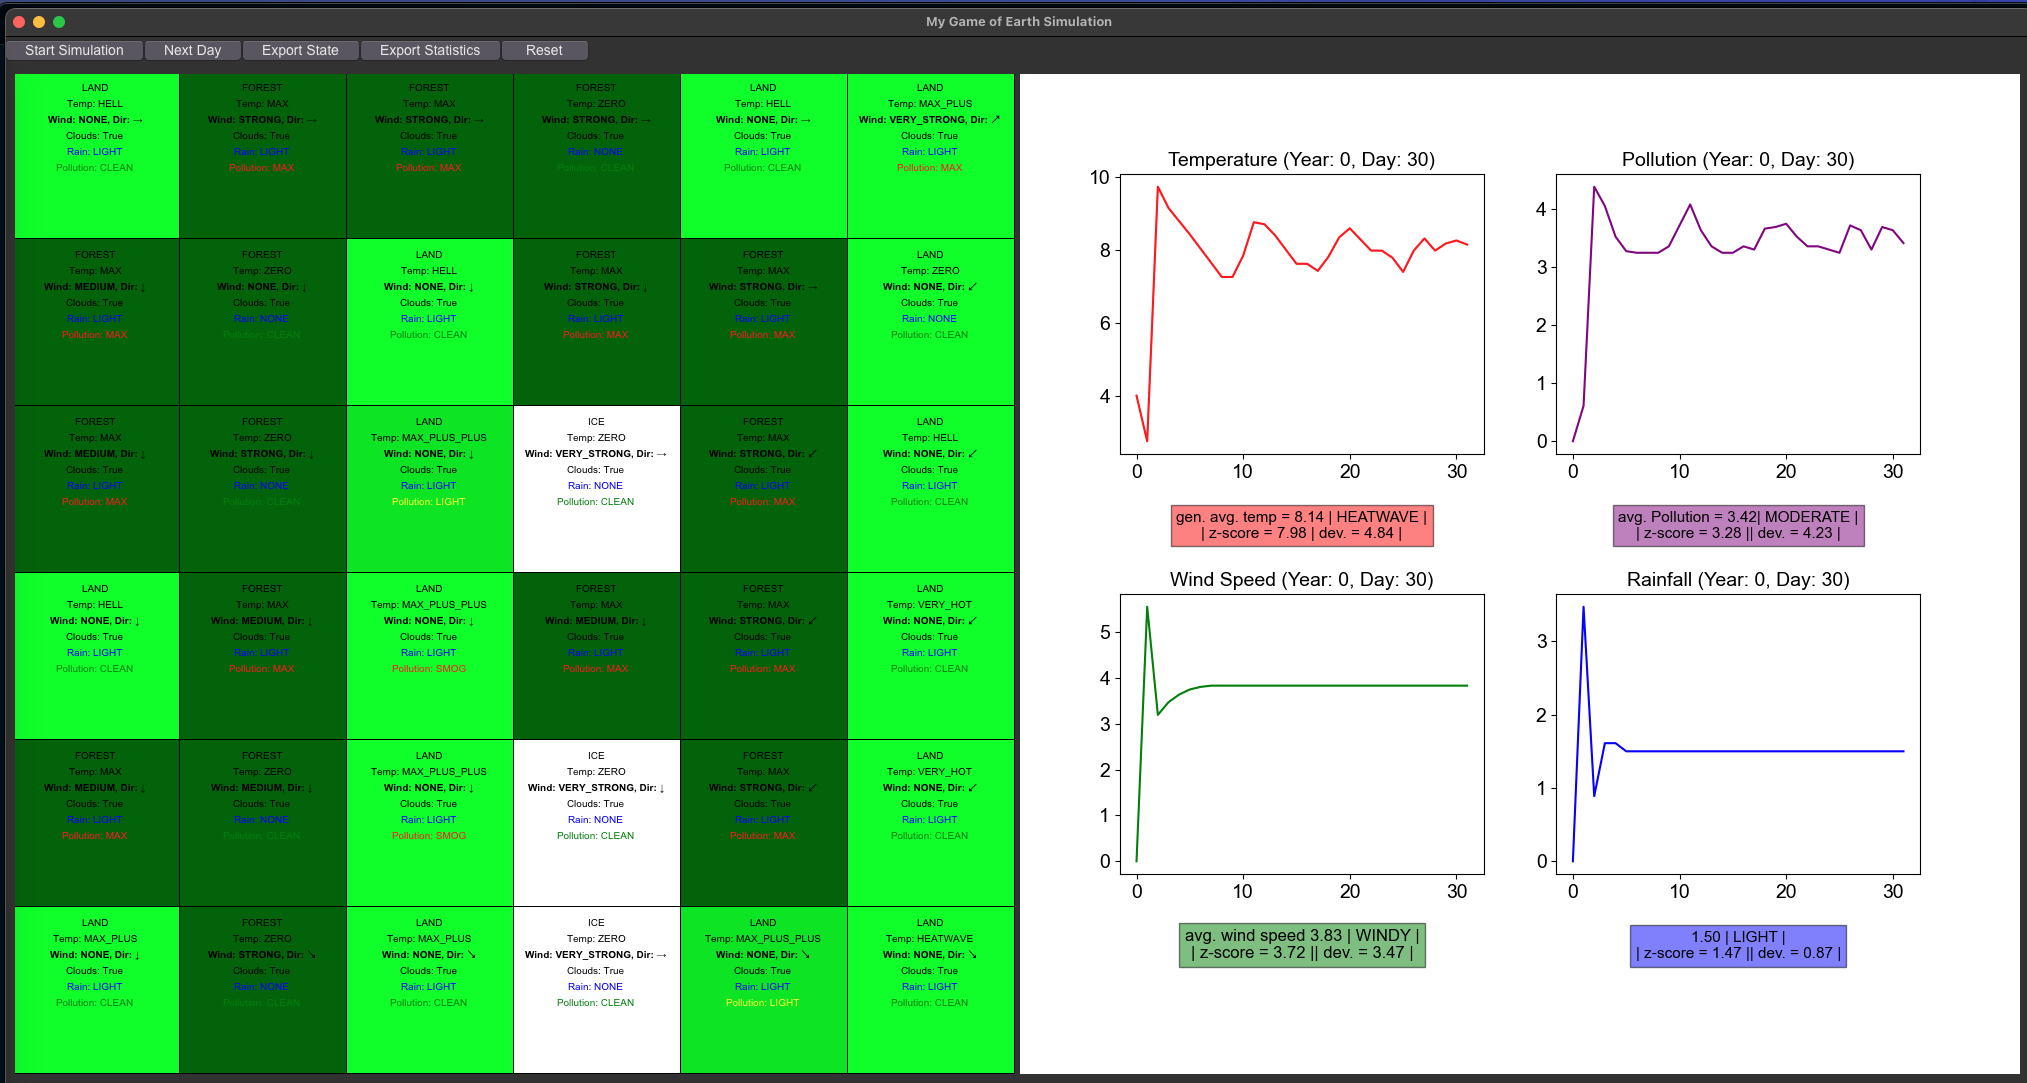 My Game of Earth Simulation
Start Simulation Next Day Export State Export Statistics Reset
LAND
Temp: HELL
Wind: NONE, Dir: →
Clouds: True
Rain: LIGHT
Pollution: CLEAN
FOREST
Temp: MAX
Wind: STRONG, Dir: →
Clouds: True
Rain: LIGHT
Pollution: MAX
FOREST
Temp: MAX
Wind: STRONG, Dir: →
Clouds: True
Rain: LIGHT
Pollution: MAX
FOREST
Temp: ZERO
Wind: STRONG, Dir: →
Clouds: True
Rain: NONE
Pollution: CLEAN
LAND
Temp: HELL
Wind: NONE, Dir: →
Clouds: True
Rain: LIGHT
Pollution: CLEAN
LAND
Temp: MAX_PLUS
Wind: VERY_STRONG, Dir: ↗
Clouds: True
Rain: LIGHT
Pollution: MAX
FOREST
Temp: MAX
Wind: MEDIUM, Dir: ↓
Clouds: True
Rain: LIGHT
Pollution: MAX
FOREST
Temp: ZERO
Wind: NONE, Dir: ↓
Clouds: True
Rain: NONE
Pollution: CLEAN
LAND
Temp: HELL
Wind: NONE, Dir: ↓
Clouds: True
Rain: LIGHT
Pollution: CLEAN
FOREST
Temp: MAX
Wind: STRONG, Dir: ↓
Clouds: True
Rain: LIGHT
Pollution: MAX
FOREST
Temp: MAX
Wind: STRONG, Dir: →
Clouds: True
Rain: LIGHT
Pollution: MAX
LAND
Temp: ZERO
Wind: NONE, Dir: ↙
Clouds: True
Rain: NONE
Pollution: CLEAN
FOREST
Temp: MAX
Wind: MEDIUM, Dir: ↓
Clouds: True
Rain: LIGHT
Pollution: MAX
FOREST
Temp: ZERO
Wind: STRONG, Dir: ↓
Clouds: True
Rain: NONE
Pollution: CLEAN
LAND
Temp: MAX_PLUS_PLUS
Wind: NONE, Dir: ↓
Clouds: True
Rain: LIGHT
Pollution: LIGHT
ICE
Temp: ZERO
Wind: VERY_STRONG, Dir: →
Clouds: True
Rain: NONE
Pollution: CLEAN
FOREST
Temp: MAX
Wind: STRONG, Dir: ↙
Clouds: True
Rain: LIGHT
Pollution: MAX
LAND
Temp: HELL
Wind: NONE, Dir: ↙
Clouds: True
Rain: LIGHT
Pollution: CLEAN
LAND
Temp: HELL
Wind: NONE, Dir: ↓
Clouds: True
Rain: LIGHT
Pollution: CLEAN
FOREST
Temp: MAX
Wind: MEDIUM, Dir: ↓
Clouds: True
Rain: LIGHT
Pollution: MAX
LAND
Temp: MAX_PLUS_PLUS
Wind: NONE, Dir: ↓
Clouds: True
Rain: LIGHT
Pollution: SMOG
FOREST
Temp: MAX
Wind: MEDIUM, Dir: ↓
Clouds: True
Rain: LIGHT
Pollution: MAX
FOREST
Temp: MAX
Wind: STRONG, Dir: ↙
Clouds: True
Rain: LIGHT
Pollution: MAX
LAND
Temp: VERY_HOT
Wind: NONE, Dir: ↙
Clouds: True
Rain: LIGHT
Pollution: CLEAN
FOREST
Temp: MAX
Wind: MEDIUM, Dir: ↓
Clouds: True
Rain: LIGHT
Pollution: MAX
FOREST
Temp: ZERO
Wind: MEDIUM, Dir: ↓
Clouds: True
Rain: NONE
Pollution: CLEAN
LAND
Temp: MAX_PLUS_PLUS
Wind: NONE, Dir: ↓
Clouds: True
Rain: LIGHT
Pollution: SMOG
ICE
Temp: ZERO
Wind: VERY_STRONG, Dir: ↓
Clouds: True
Rain: NONE
Pollution: CLEAN
FOREST
Temp: MAX
Wind: STRONG, Dir: ↙
Clouds: True
Rain: LIGHT
Pollution: MAX
LAND
Temp: VERY_HOT
Wind: NONE, Dir: ↙
Clouds: True
Rain: LIGHT
Pollution: CLEAN
LAND
Temp: MAX_PLUS
Wind: NONE, Dir: ↓
Clouds: True
Rain: LIGHT
Pollution: CLEAN
FOREST
Temp: ZERO
Wind: STRONG, Dir: ↘
Clouds: True
Rain: NONE
Pollution: CLEAN
LAND
Temp: MAX_PLUS
Wind: NONE, Dir: ↘
Clouds: True
Rain: LIGHT
Pollution: CLEAN
ICE
Temp: ZERO
Wind: VERY_STRONG, Dir: →
Clouds: True
Rain: NONE
Pollution: CLEAN
LAND
Temp: MAX_PLUS_PLUS
Wind: NONE, Dir: ↘
Clouds: True
Rain: LIGHT
Pollution: LIGHT
LAND
Temp: HEATWAVE
Wind: NONE, Dir: ↘
Clouds: True
Rain: LIGHT
Pollution: CLEAN
Temperature (Year: 0, Day: 30)
10
8
6
4
0 10 20 30
gen. avg. temp = 8.14 | HEATWAVE |
| z-score = 7.98 | dev. = 4.84 |
Pollution (Year: 0, Day: 30)
4
3
2
1
0
0 10 20 30
avg. Pollution = 3.42| MODERATE |
| z-score = 3.28 || dev. = 4.23 |
Wind Speed (Year: 0, Day: 30)
5
4
3
2
1
0
0 10 20 30
avg. wind speed 3.83 | WINDY |
| z-score = 3.72 || dev. = 3.47 |
Rainfall (Year: 0, Day: 30)
3
2
1
0
0 10 20 30
1.50 | LIGHT |
| z-score = 1.47 || dev. = 0.87 |